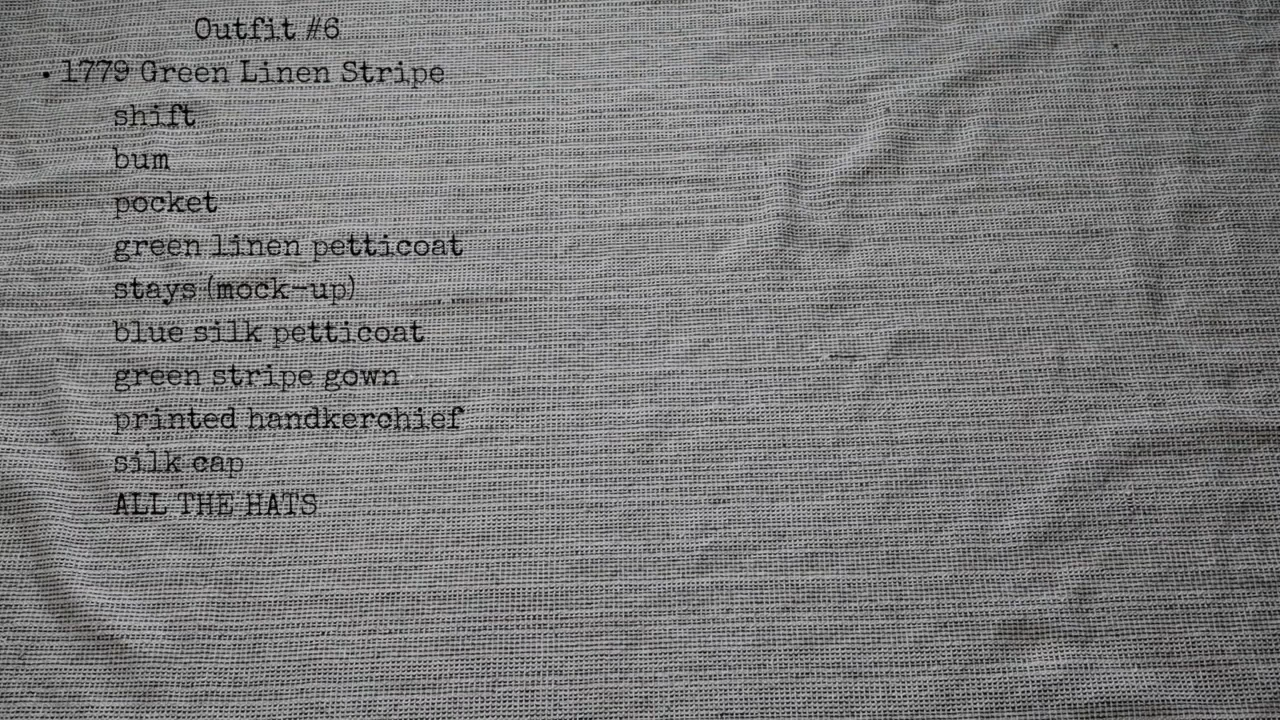 Outfit #6
• 1779 Green Linen Stripe
shift
bum
pocket
green linen petticoat
stays (mock-up)
blue silk petticoat
green stripe gown
printed handkerchief
silk cap
ALL THE HATS